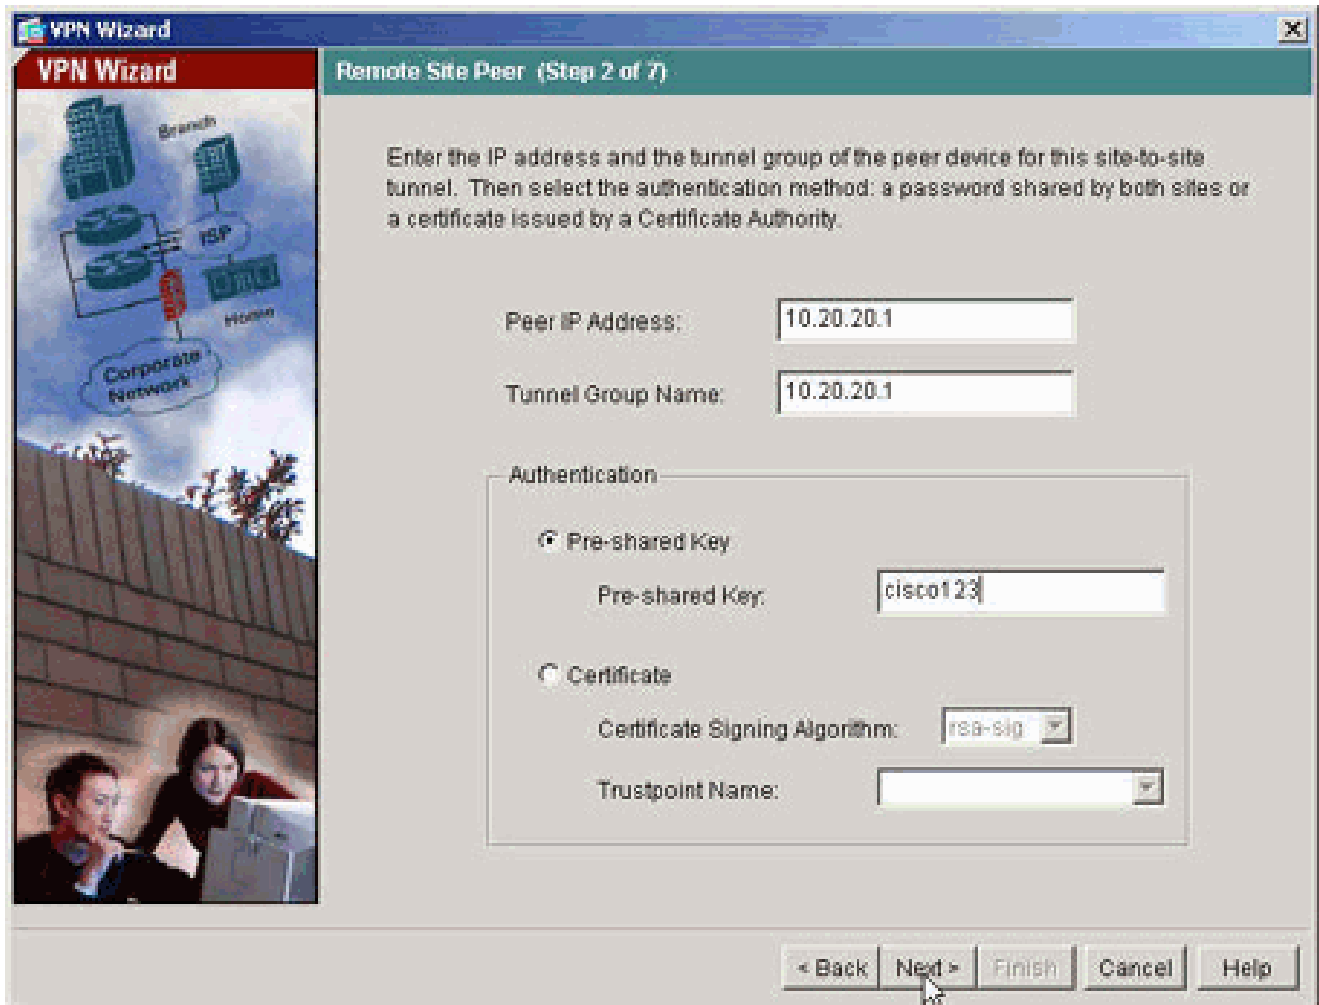 VPN Wizard
VPN Wizard
Remote Site Peer (Step 2 of 7)
Branch
ISP
Home
Corporate
Network
Enter the IP address and the tunnel group of the peer device for this site-to-site
tunnel. Then select the authentication method: a password shared by both sites or
a certificate issued by a Certificate Authority.
Peer IP Address: 10.20.20.1
Tunnel Group Name: 10.20.20.1
Authentication
Pre-shared Key
Pre-shared Key: cisco123
Certificate
Certificate Signing Algorithm: rsa-sig
Trustpoint Name:
< Back Next > Finish Cancel Help